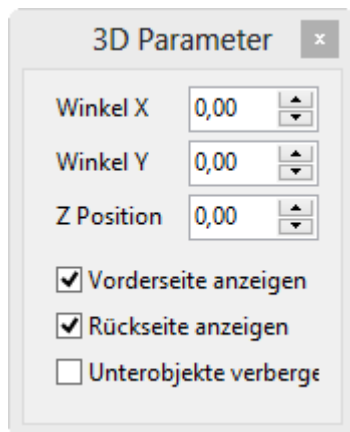 3D Parameter x
Winkel X 0,00
Winkel Y 0,00
Z Position 0,00
Vorderseite anzeigen
Rückseite anzeigen
Unterobjekte verberge